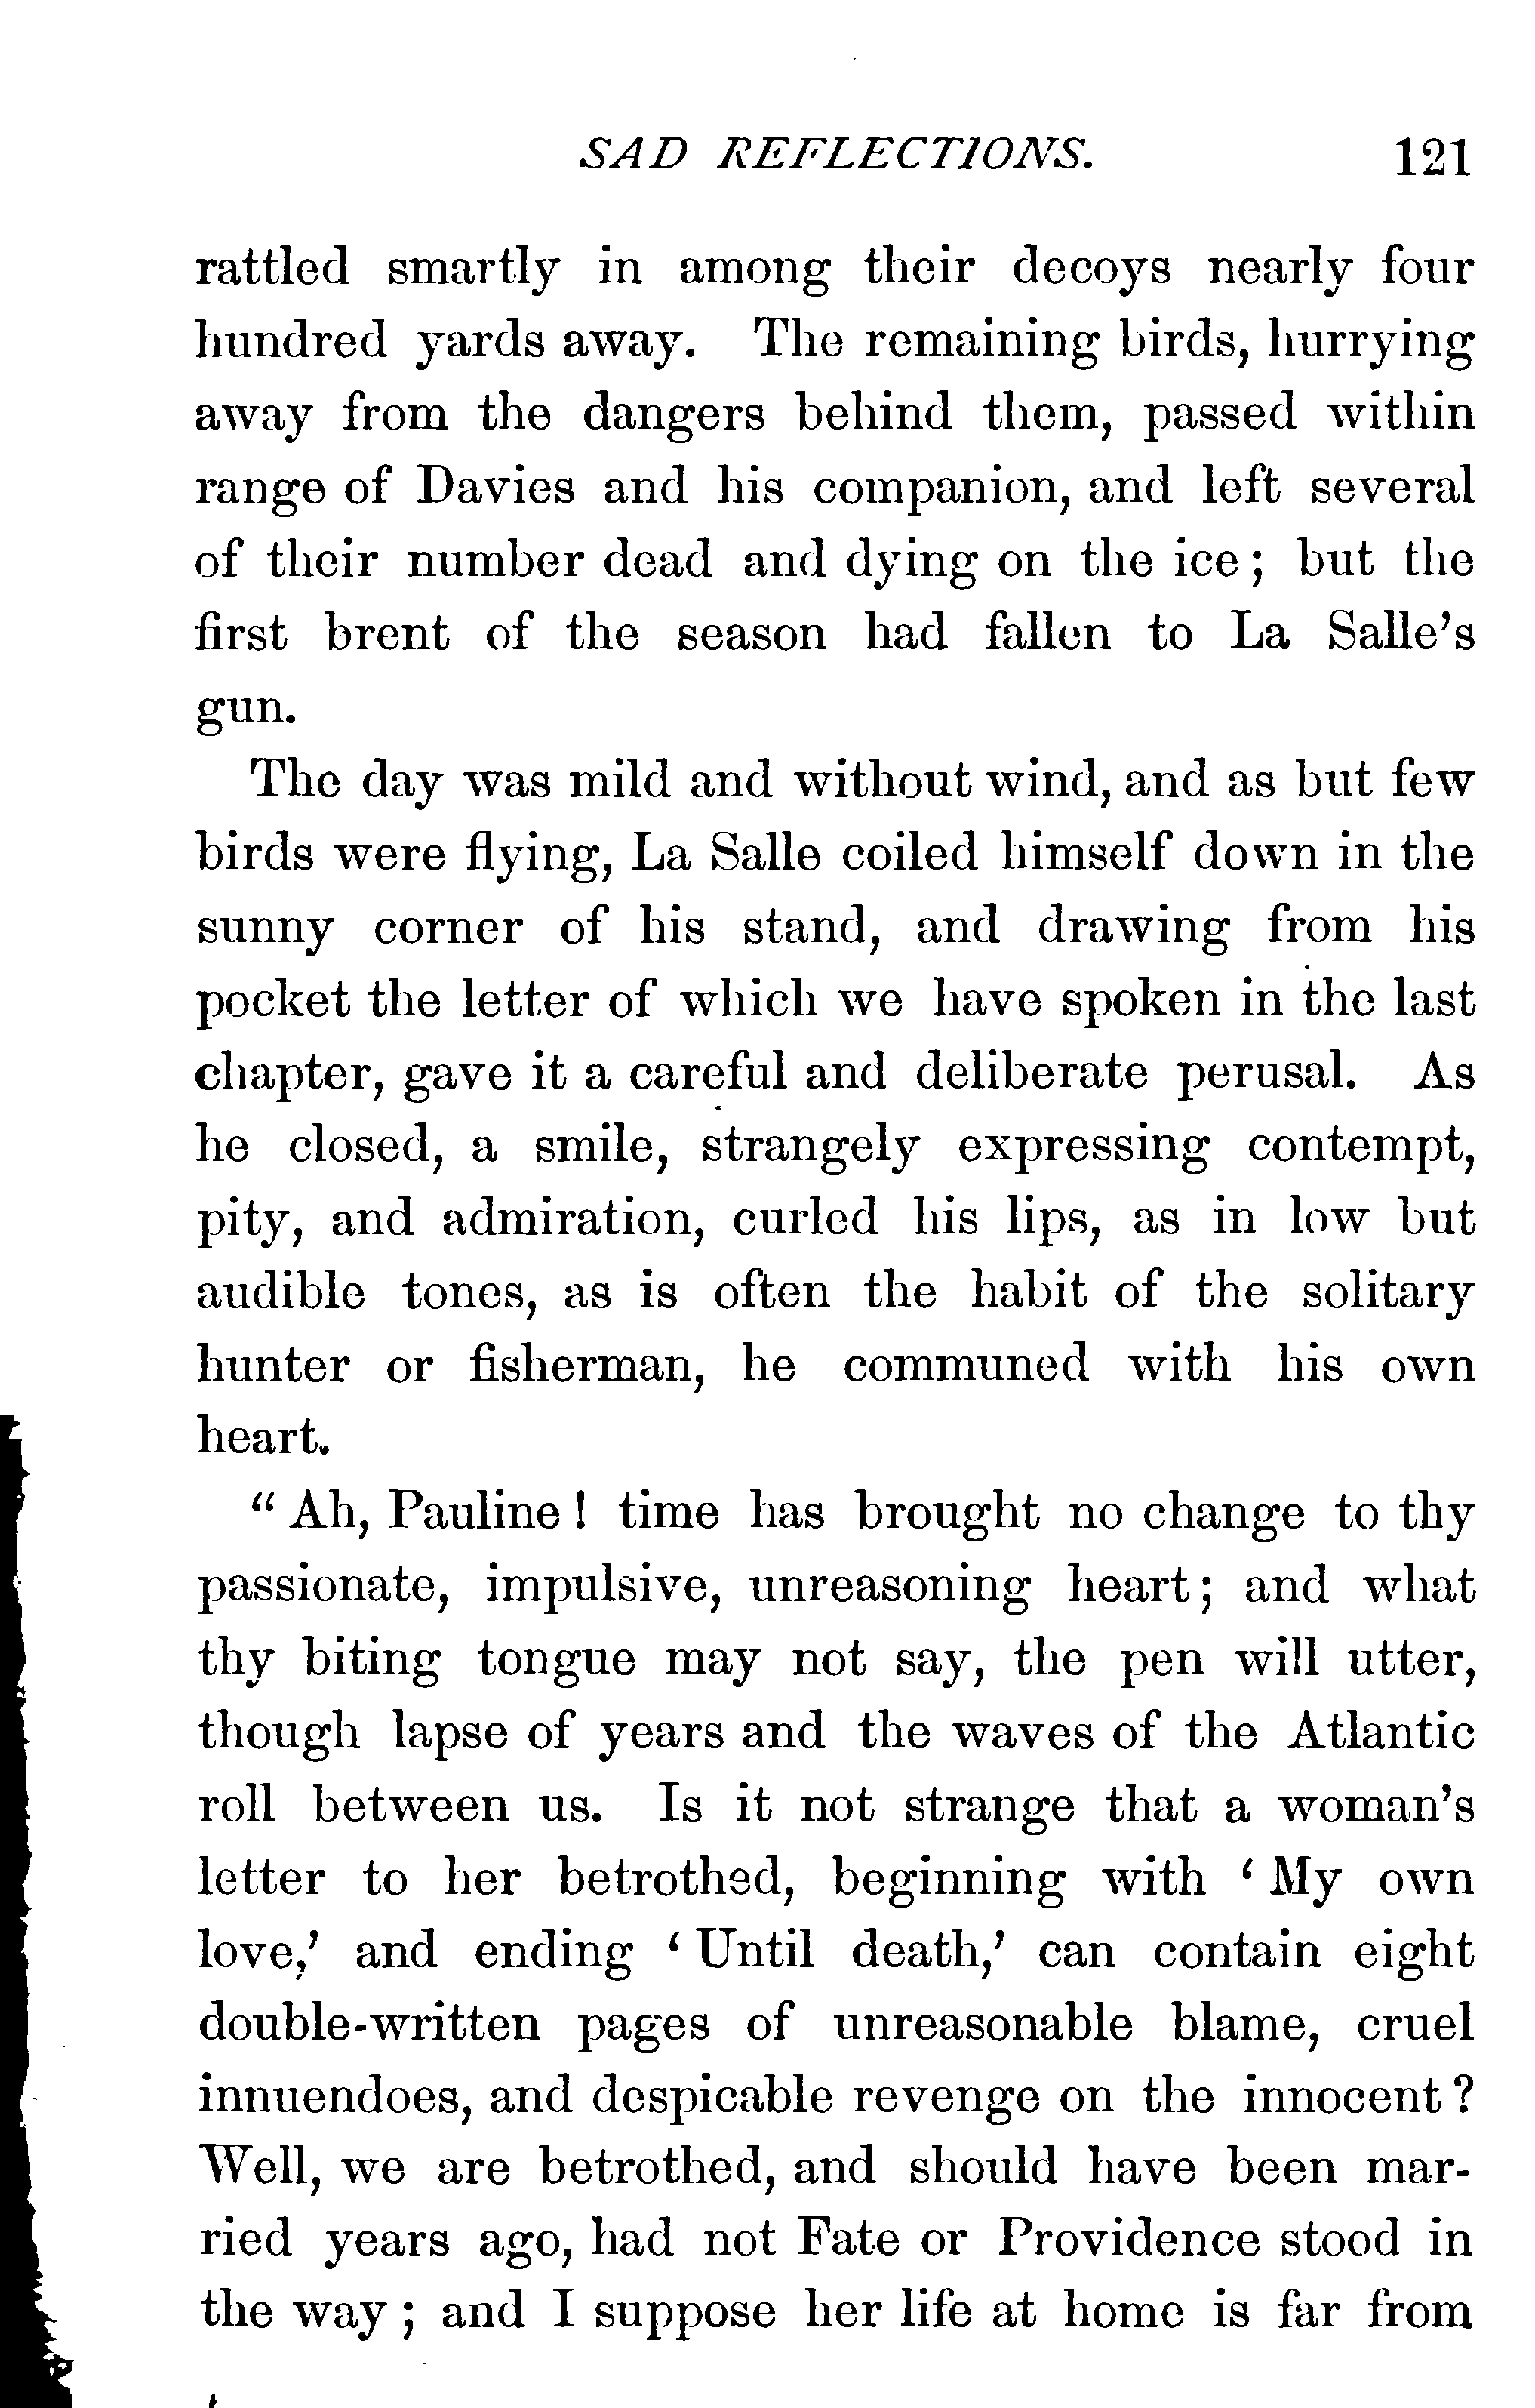 SAD REFLECTIONS. 121
rattled smartly in among their decoys nearly four
hundred yards away. The remaining birds, hurrying
away from the dangers behind them, passed within
range of Davies and his companion, and left several
of their number dead and dying on the ice; but the
first brent of the season had fallen to La Salle's
gun.
The day was mild and without wind, and as but few
birds were flying, La Salle coiled himself down in the
sunny corner of his stand, and drawing from his
pocket the letter of which we have spoken in the last
chapter, gave it a careful and deliberate perusal. As
he closed, a smile, strangely expressing contempt,
pity, and admiration, curled his lips, as in low but
audible tones, as is often the habit of the solitary
hunter or fisherman, he communed with his own
heart.
“Ah, Pauline! time has brought no change to thy
passionate, impulsive, unreasoning heart; and what
thy biting tongue may not say, the pen will utter,
though lapse of years and the waves of the Atlantic
roll between us. Is it not strange that a woman's
letter to her betrothed, beginning with ‘My own
love,’ and ending ‘Until death,’ can contain eight
double-written pages of unreasonable blame, cruel
innuendoes, and despicable revenge on the innocent?
Well, we are betrothed, and should have been mar-
ried years ago, had not Fate or Providence stood in
the way; and I suppose her life at home is far from